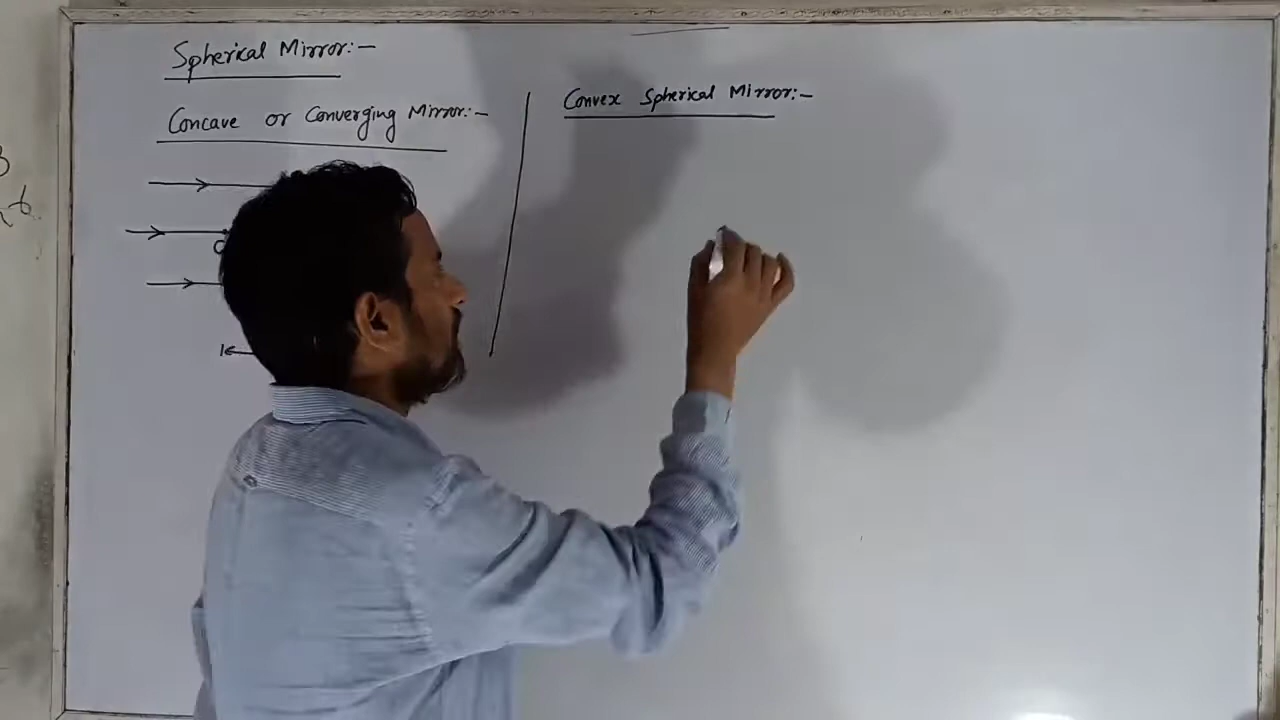 Spherical Mirror:-
Concave or Converging Mirror:-
Convex Spherical Mirror:-